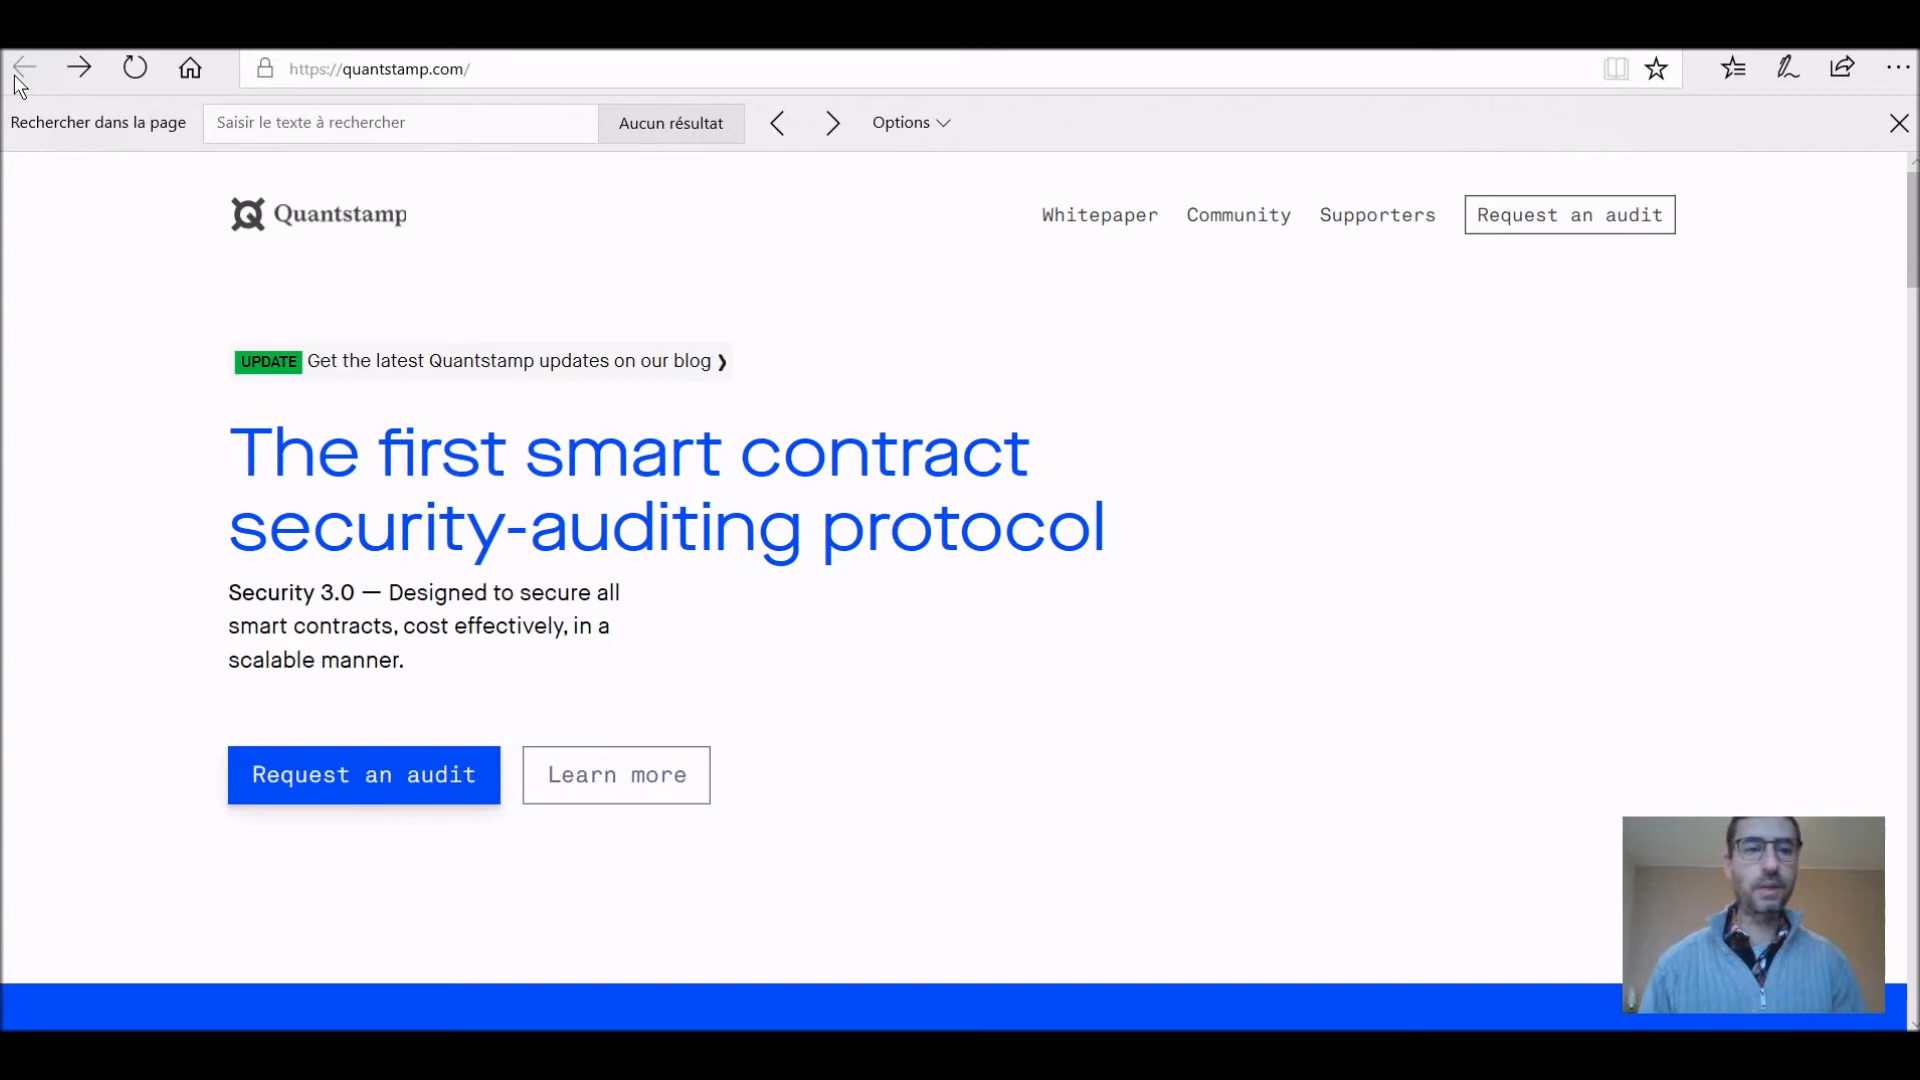 https://quantstamp.com/
Rechercher dans la page
Saisir le texte à rechercher
Aucun résultat
Options
Quantstamp
Whitepaper
Community
Supporters
Request an audit
UPDATE Get the latest Quantstamp updates on our blog ❯
The first smart contract
security-auditing protocol
Security 3.0 — Designed to secure all
smart contracts, cost effectively, in a
scalable manner.
Request an audit
Learn more